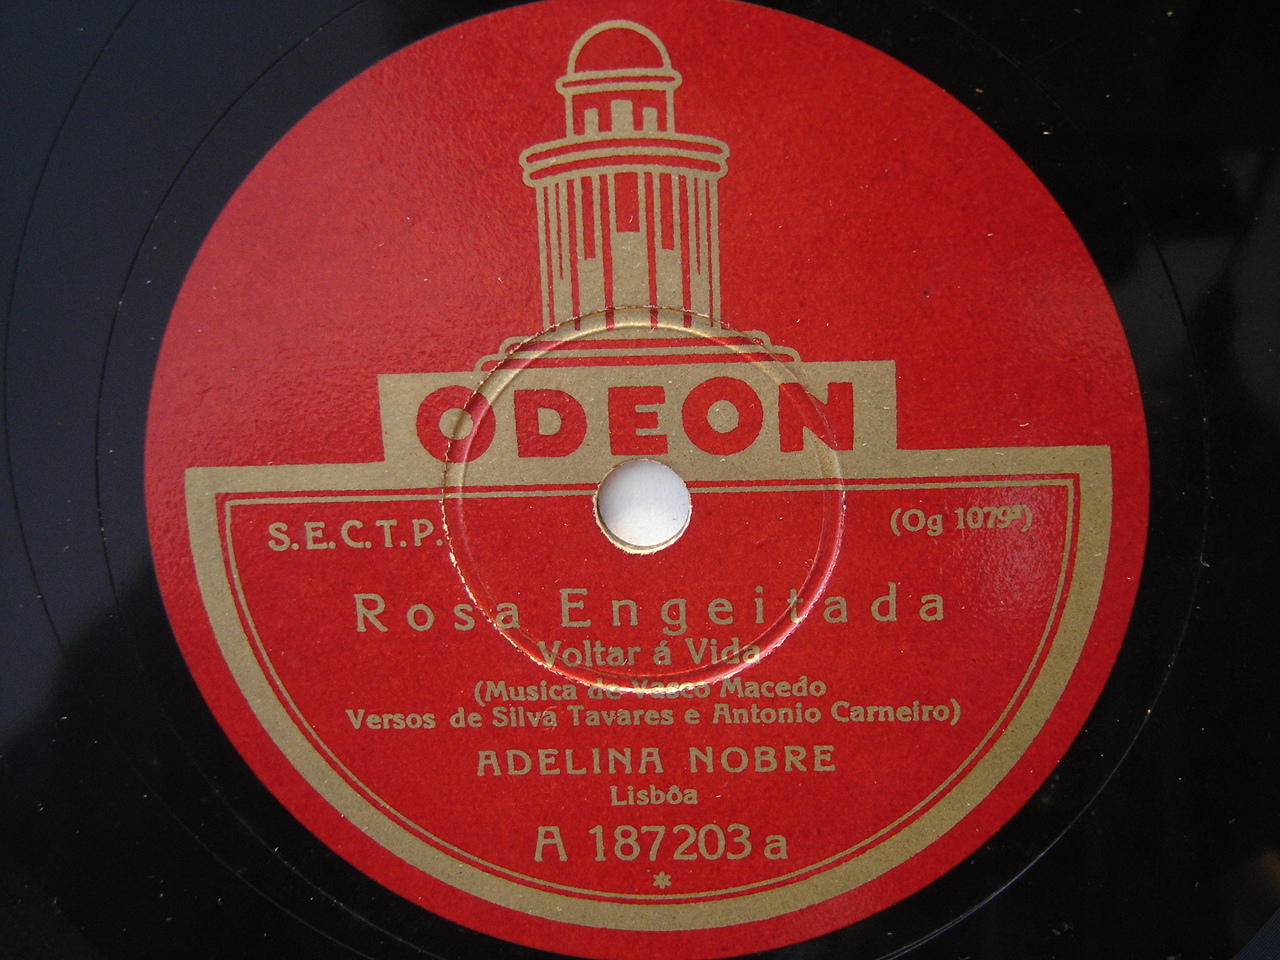 ODEON
S.E.C.T.P.
(Og 1079ª)
Rosa Engeitada
Voltar á Vida
(Musica de Vasco Macedo
Versos de Silva Tavares e Antonio Carneiro)
ADELINA NOBRE
Lisbôa
A 187203 a
*